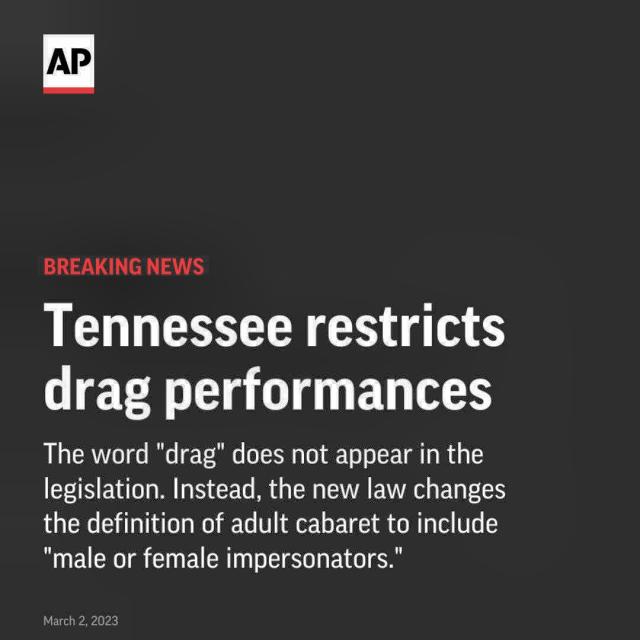 AP
BREAKING NEWS
Tennessee restricts
drag performances
The word "drag" does not appear in the
legislation. Instead, the new law changes
the definition of adult cabaret to include
"male or female impersonators."
March 2, 2023